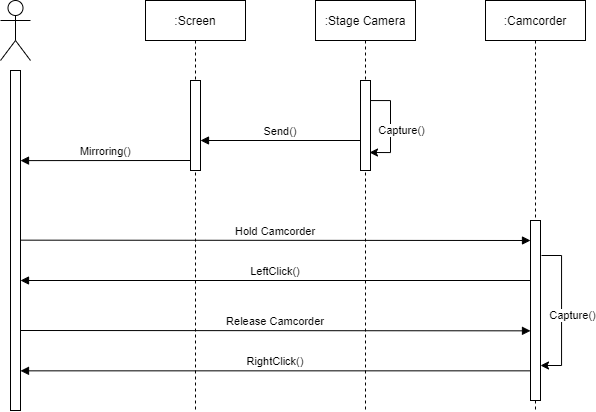 :Screen
:Stage Camera
:Camcorder
Send()
Capture()
Mirroring()
Hold Camcorder
LeftClick()
Capture()
Release Camcorder
RightClick()